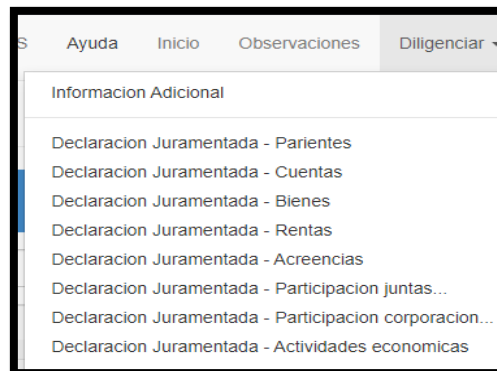 S Ayuda Inicio Observaciones Diligenciar
Informacion Adicional
Declaracion Juramentada - Parientes
Declaracion Juramentada - Cuentas
Declaracion Juramentada - Bienes
Declaracion Juramentada - Rentas
Declaracion Juramentada - Acreencias
Declaracion Juramentada - Participacion juntas...
Declaracion Juramentada - Participacion corporacion...
Declaracion Juramentada - Actividades economicas